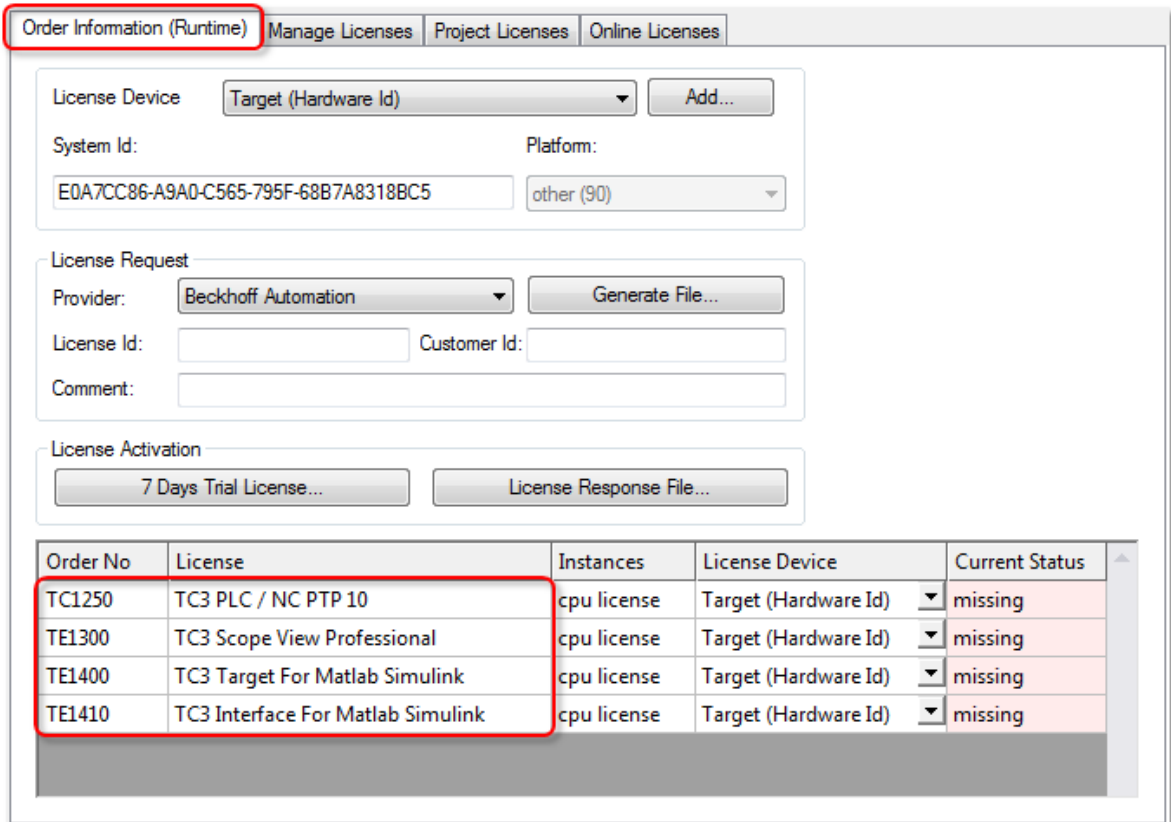 Order Information (Runtime) Manage Licenses Project Licenses Online Licenses
License Device Target (Hardware Id) Add...
System Id: Platform:
E0A7CC86-A9A0-C565-795F-68B7A8318BC5 other (90)
License Request
Provider: Beckhoff Automation Generate File...
License Id: Customer Id:
Comment:
License Activation
7 Days Trial License... License Response File...
Order No License Instances License Device Current Status
TC1250 TC3 PLC / NC PTP 10 cpu license Target (Hardware Id) missing
TE1300 TC3 Scope View Professional cpu license Target (Hardware Id) missing
TE1400 TC3 Target For Matlab Simulink cpu license Target (Hardware Id) missing
TE1410 TC3 Interface For Matlab Simulink cpu license Target (Hardware Id) missing